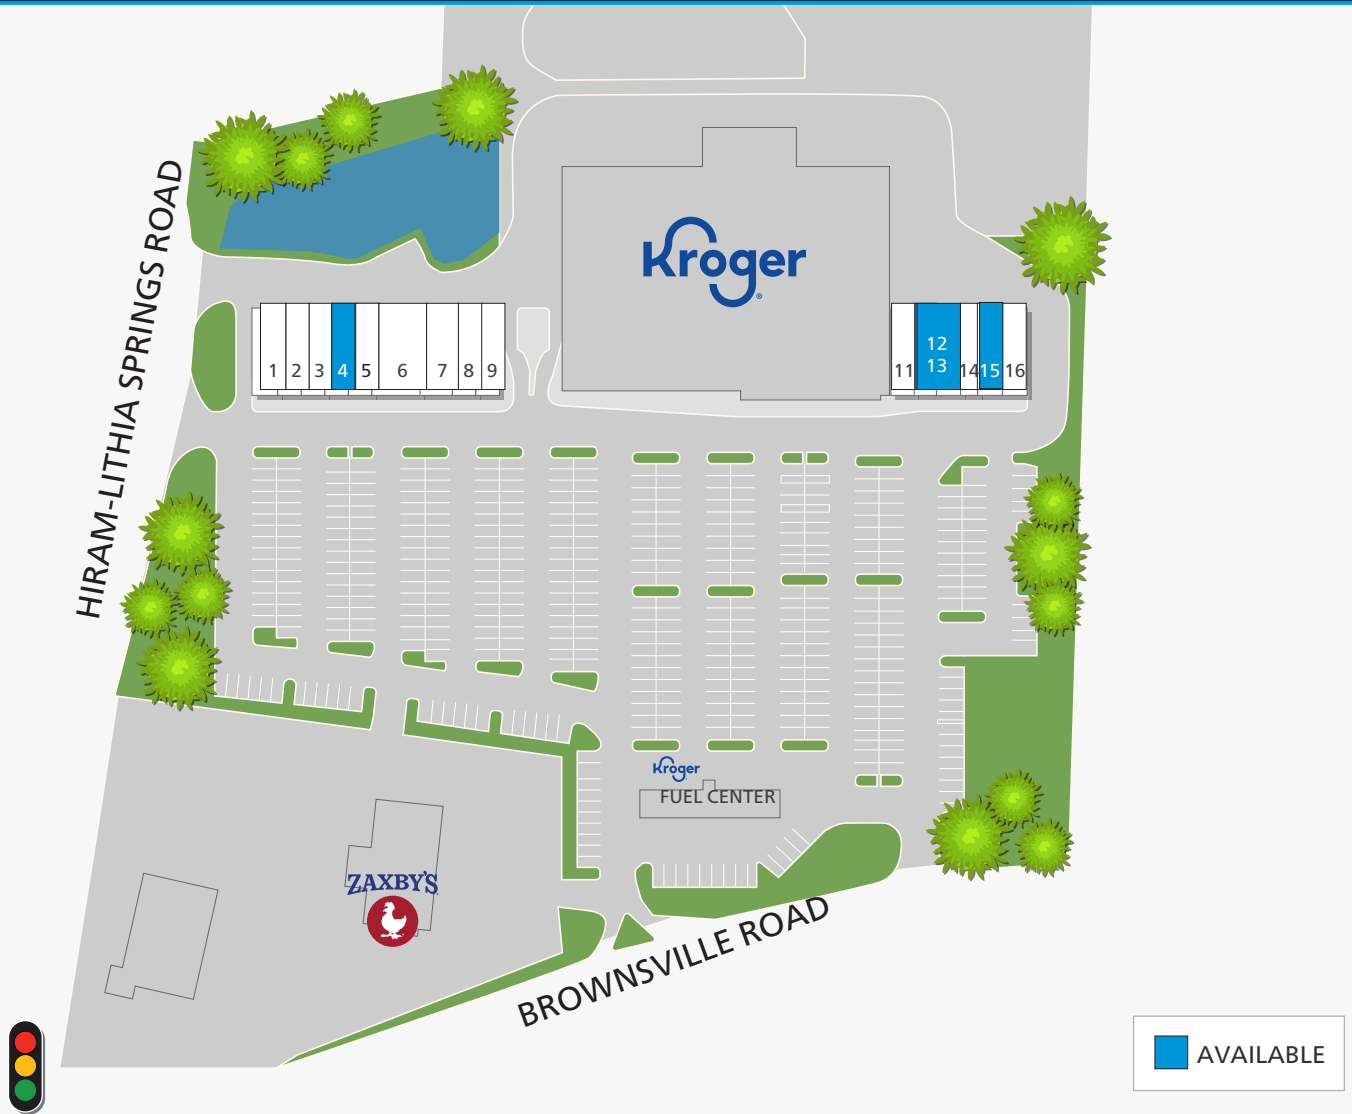 HIRAM-LITHIA SPRINGS ROAD
Kroger®
1 2 3 4 5 6 7 8 9
11 12 13 14 15 16
Kroger
FUEL CENTER
ZAXBY'S
BROWNSVILLE ROAD
AVAILABLE